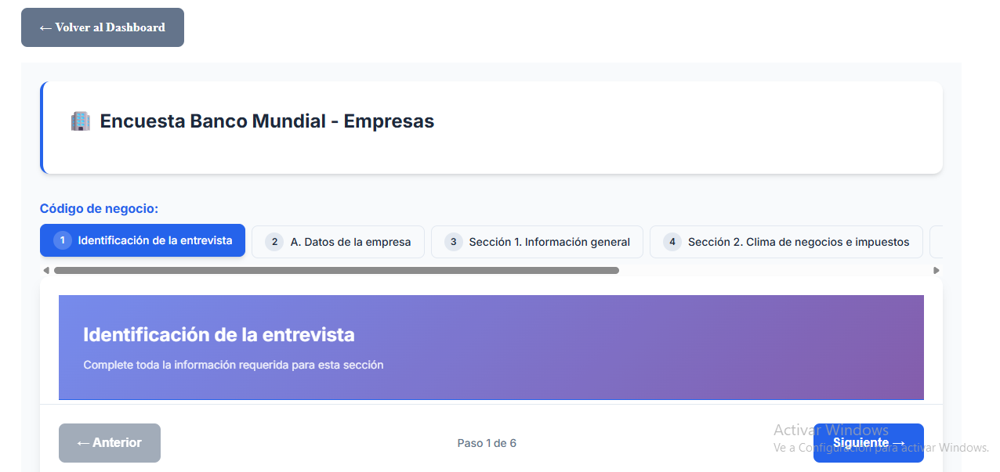 ← Volver al Dashboard
Encuesta Banco Mundial - Empresas
Código de negocio:
1 Identificación de la entrevista
2 A. Datos de la empresa
3 Sección 1. Información general
4 Sección 2. Clima de negocios e impuestos
Identificación de la entrevista
Complete toda la información requerida para esta sección
← Anterior
Paso 1 de 6
Siguiente →
Activar Windows
Ve a Configuración para activar Windows.